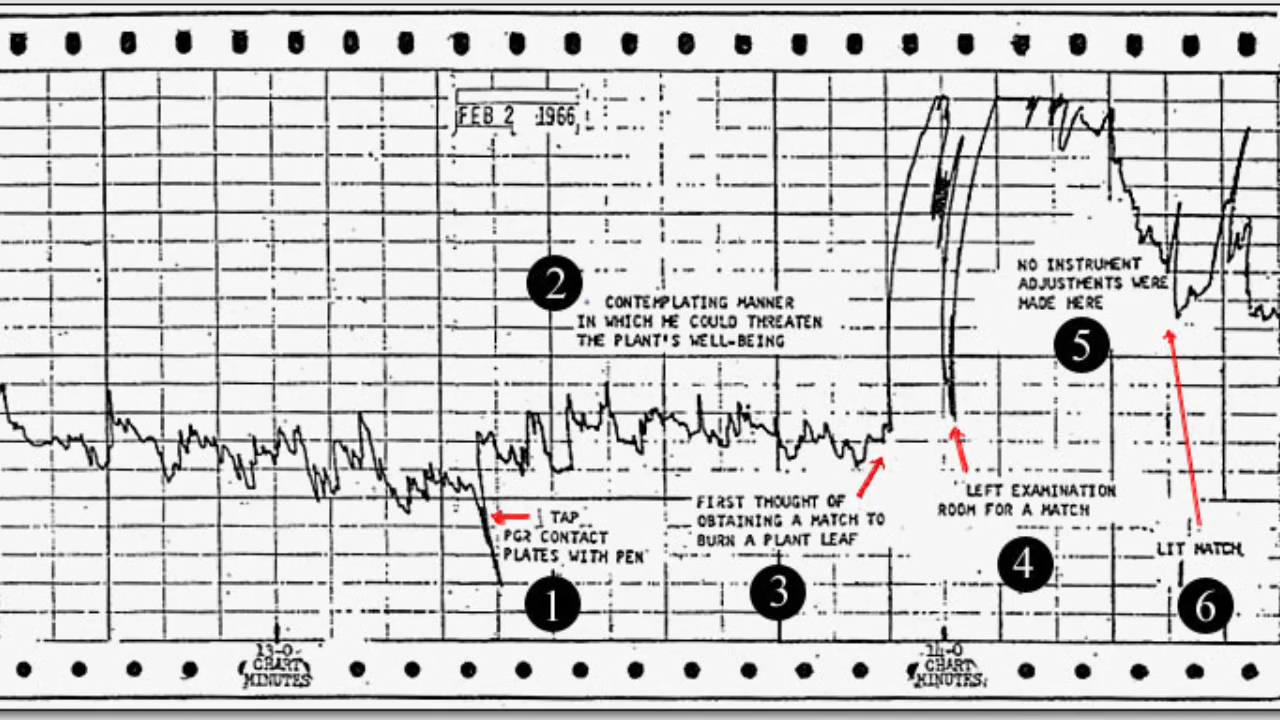 FEB 2 1966
2
CONTEMPLATING MANNER
IN WHICH HE COULD THREATEN
THE PLANT'S WELL-BEING
NO INSTRUMENT
ADJUSTMENTS WERE
MADE HERE
5
TAP
PGR CONTACT
PLATES WITH PEN
1
FIRST THOUGHT OF
OBTAINING A MATCH TO
BURN A PLANT LEAF
3
LEFT EXAMINATION
ROOM FOR A MATCH
4
LIT MATCH
6
13-0
CHART
MINUTES
14-0
CHART
MINUTES